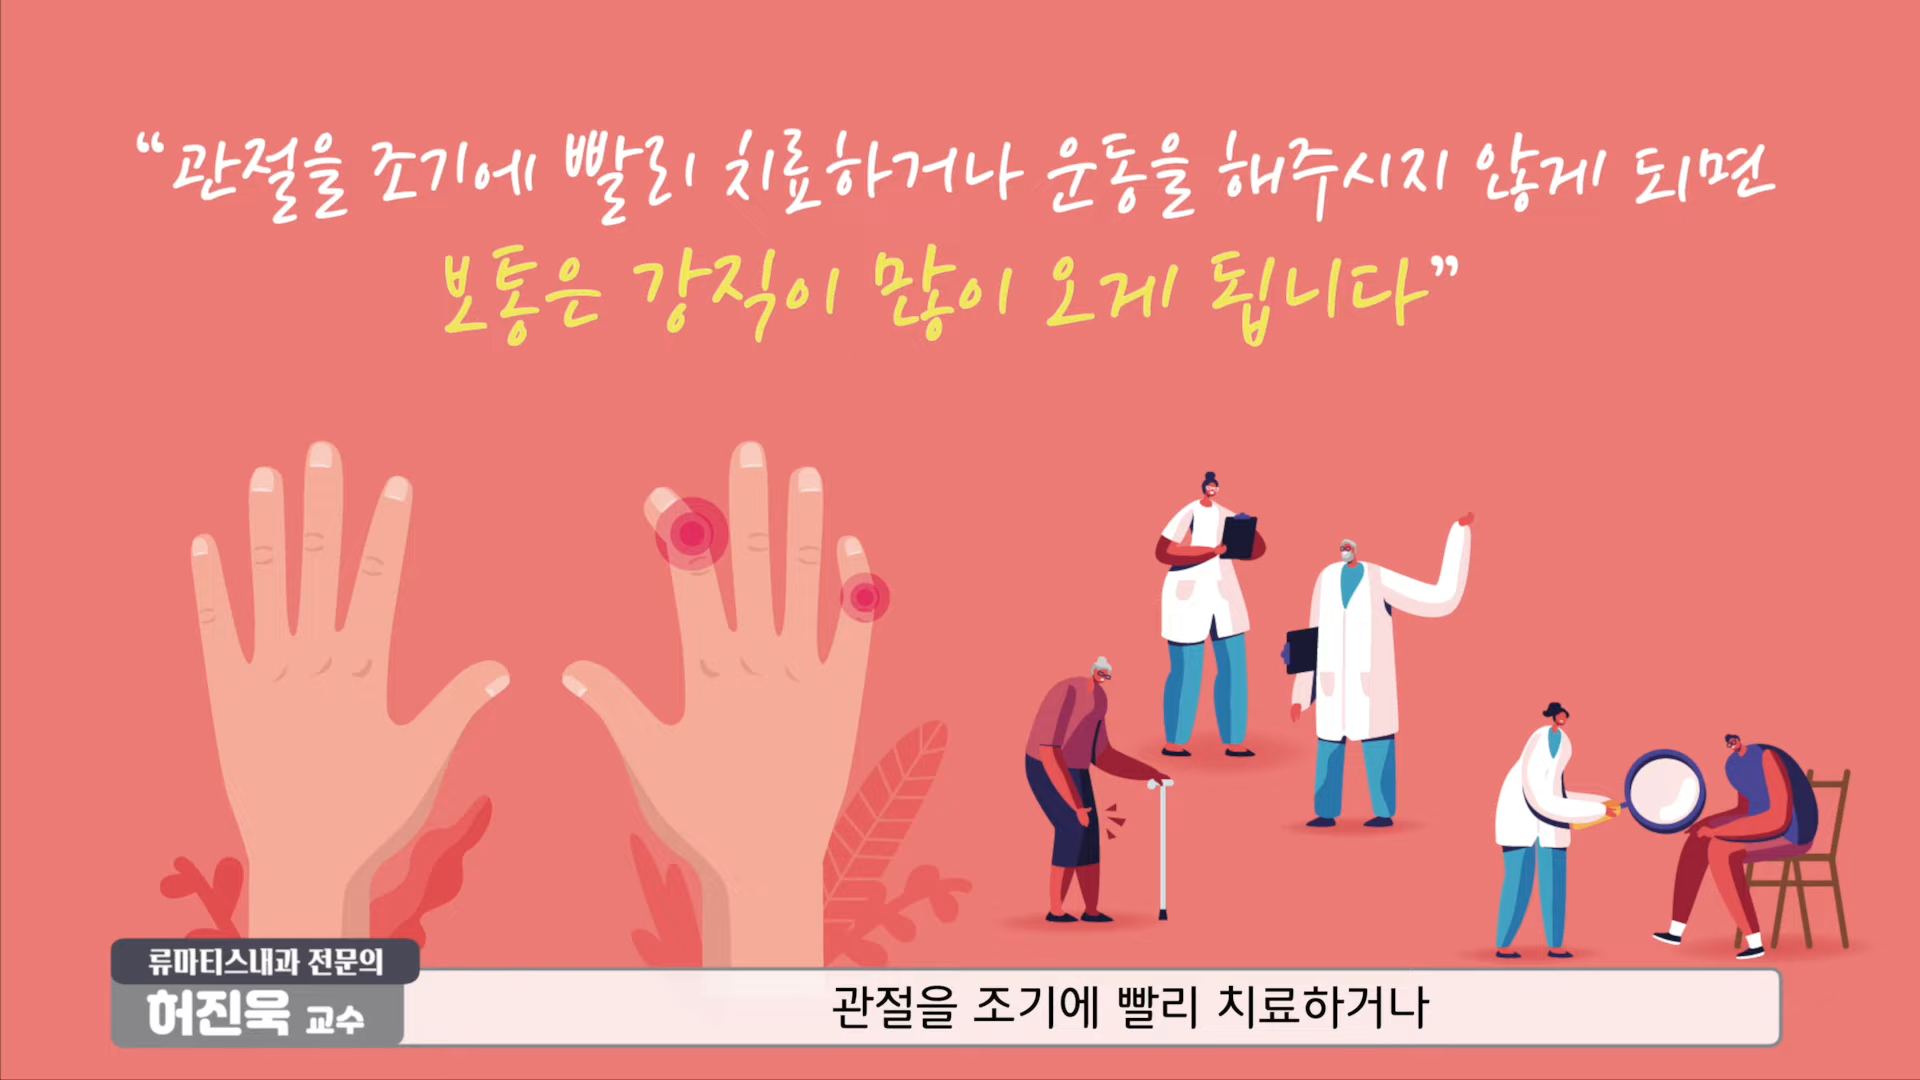 “관절을 조기에 빨리 치료하거나 운동을 해주시지 않게 되면
보통은 강직이 많이 오게 됩니다”
류마티스내과 전문의
허진욱 교수
관절을 조기에 빨리 치료하거나